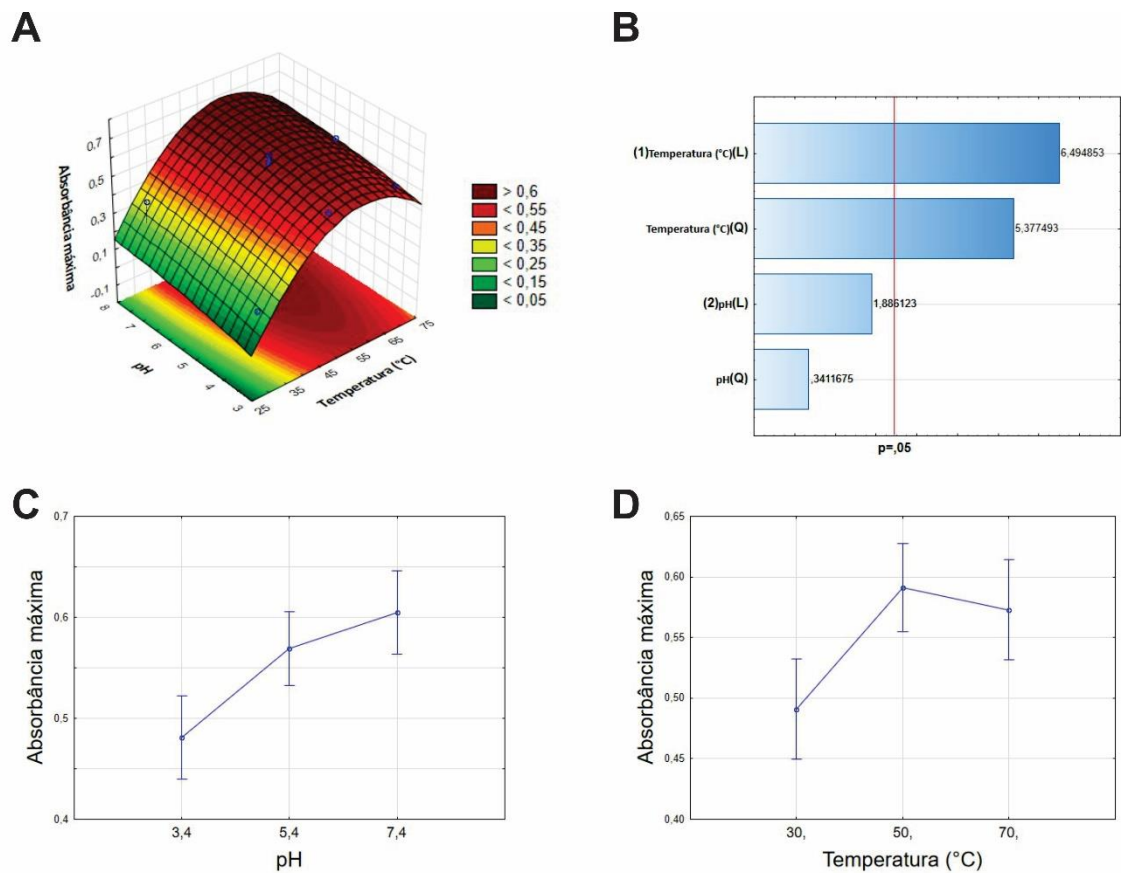 A
Absorbância máxima
0,7
0,5
0,3
0,1
-0,1
8
7
6
5
4
3
pH
25
35
45
55
65
75
Temperatura (°C)
> 0,6
< 0,55
< 0,45
< 0,35
< 0,25
< 0,15
< 0,05
B
(1)Temperatura (°C)(L)
6,494853
Temperatura (°C)(Q)
5,377493
(2)pH(L)
1,886123
pH(Q)
,3411675
p=,05
C
Absorbância máxima
0,7
0,6
0,5
0,4
3,4
5,4
7,4
pH
D
Absorbância máxima
0,65
0,60
0,55
0,50
0,45
0,40
30,
50,
70,
Temperatura (°C)